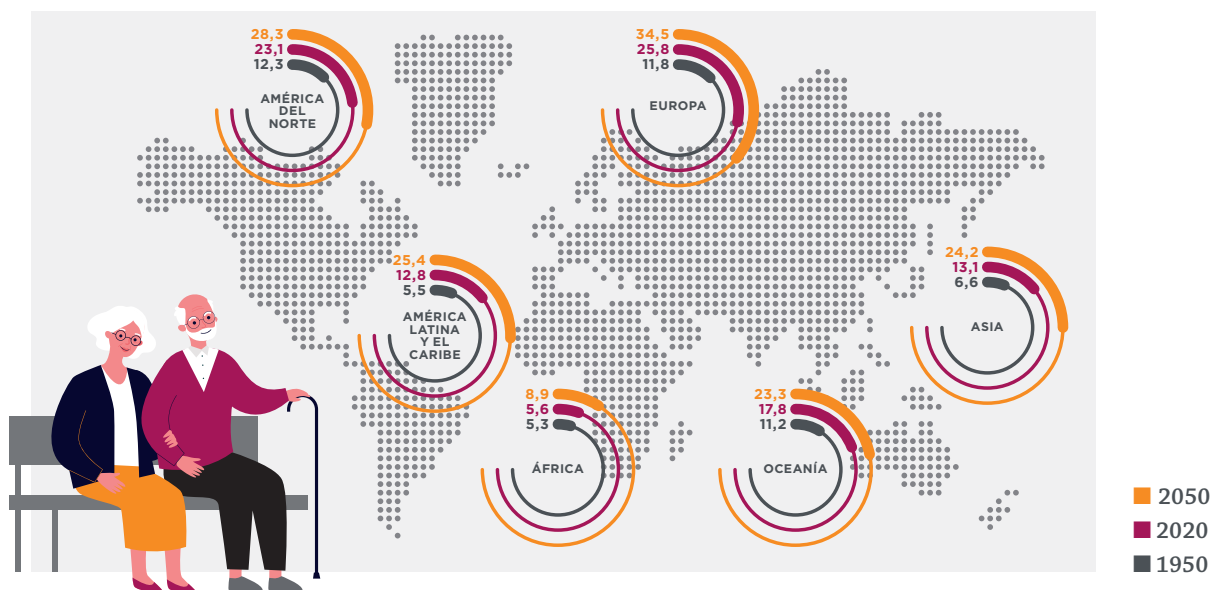 28,3
23,1
12,3
AMÉRICA
DEL
NORTE
34,5
25,8
11,8
EUROPA
25,4
12,8
5,5
AMÉRICA
LATINA
Y EL
CARIBE
24,2
13,1
6,6
ASIA
8,9
5,6
5,3
ÁFRICA
23,3
17,8
11,2
OCEANÍA
2050
2020
1950